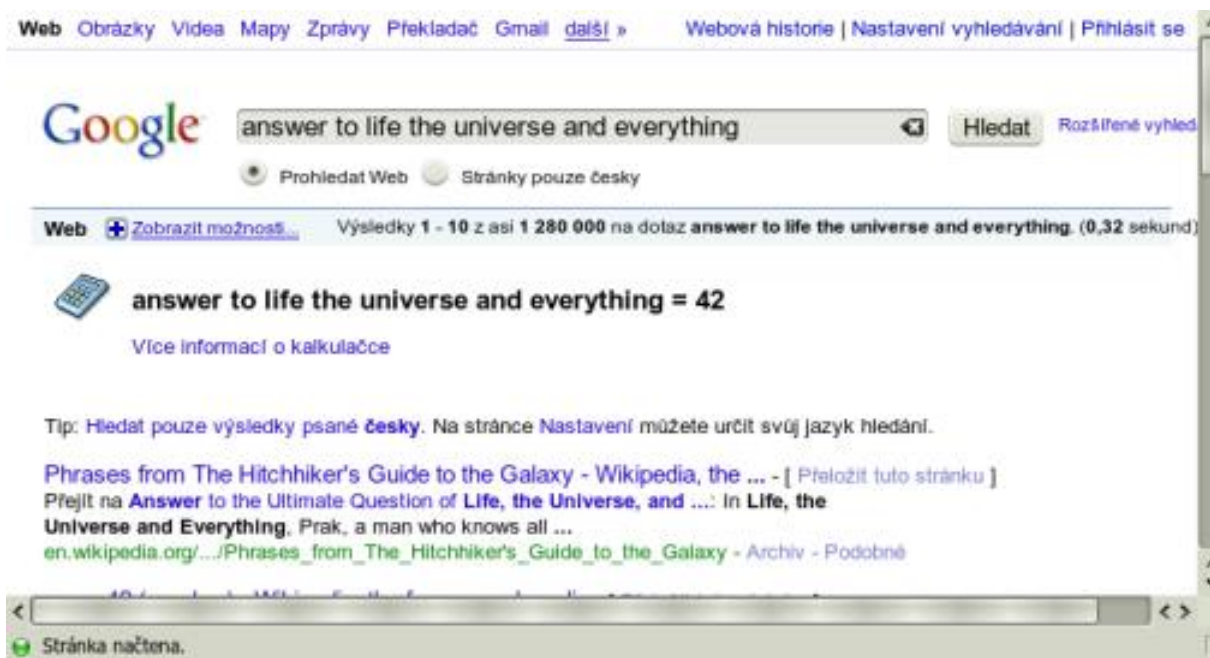 Web Obrázky Videa Mapy Zprávy Překladač Gmail další » Webová historie | Nastavení vyhledávání | Přihlásit se
Google answer to life the universe and everything Hledat Rozšířené vyhled
Prohledat Web Stránky pouze česky
Web Zobrazit možnosti... Výsledky 1 - 10 z asi 1 280 000 na dotaz answer to life the universe and everything. (0,32 sekund)
answer to life the universe and everything = 42
Více informací o kalkulačce
Tip: Hledat pouze výsledky psané česky. Na stránce Nastavení můžete určit svůj jazyk hledání.
Phrases from The Hitchhiker's Guide to the Galaxy - Wikipedia, the ... - [ Přeložit tuto stránku ]
Přejít na Answer to the Ultimate Question of Life, the Universe, and ...: In Life, the
Universe and Everything, Prak, a man who knows all ...
en.wikipedia.org/.../Phrases_from_The_Hitchhiker's_Guide_to_the_Galaxy - Archiv - Podobné
Stránka načtena.